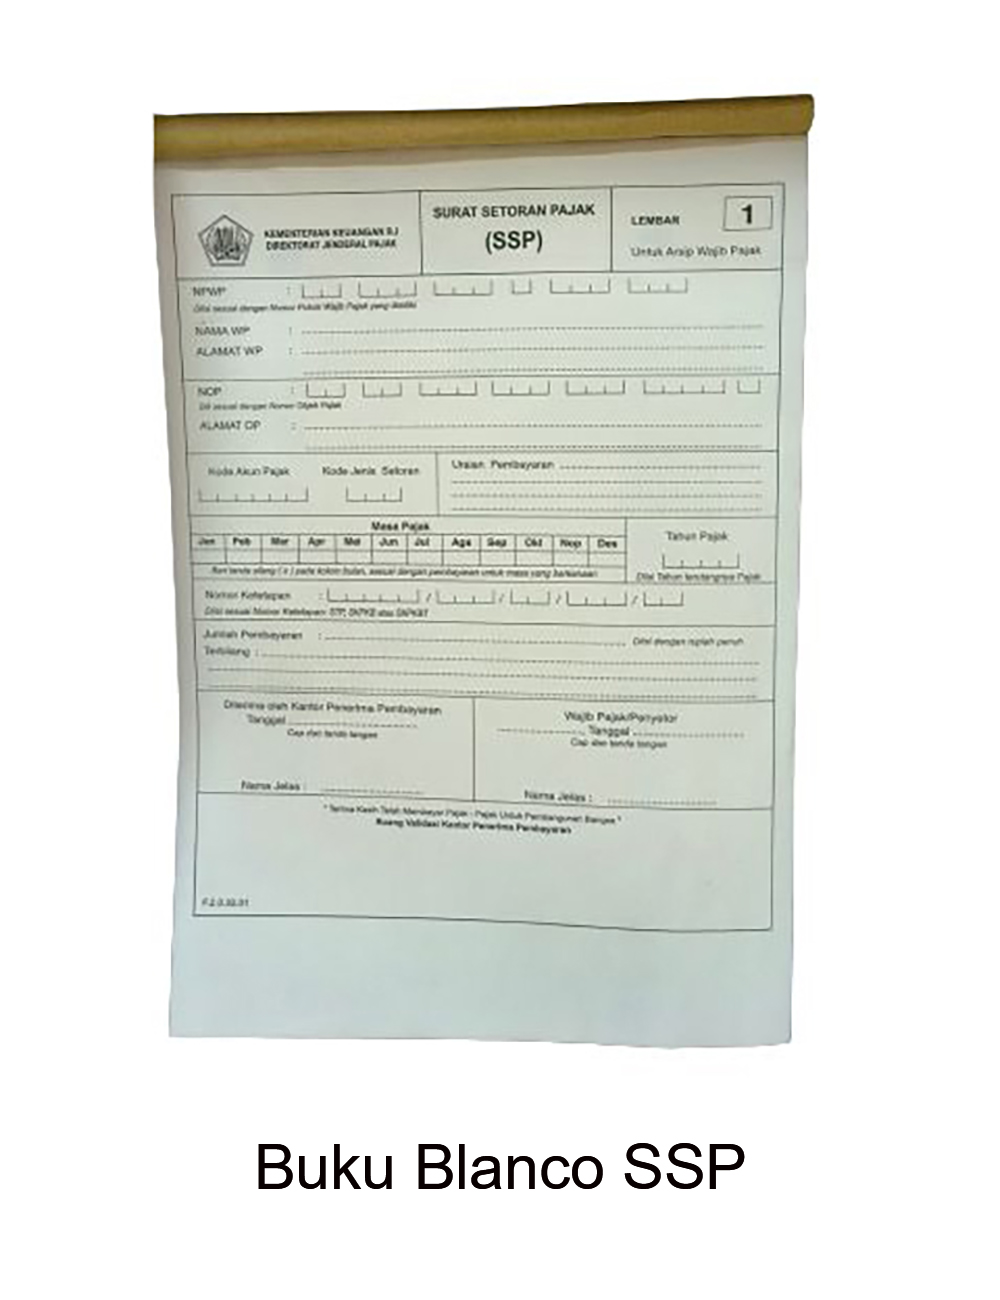 KEMENTERIAN KEUANGAN R.I
DIREKTORAT JENDERAL PAJAK
SURAT SETORAN PAJAK
(SSP)
LEMBAR 1
Untuk Arsip Wajib Pajak
NPWP :
Diisi sesuai dengan Nomor Pokok Wajib Pajak yang dimiliki
NAMA WP :
ALAMAT WP :
NOP :
Diisi sesuai dengan Nomor Objek Pajak
ALAMAT OP :
Kode Akun Pajak Kode Jenis Setoran
Uraian Pembayaran
Masa Pajak
Jan Peb Mar Apr Mei Jun Jul Ags Sep Okt Nop Des
Beri tanda silang ( x ) pada kolom bulan, sesuai dengan pembayaran untuk masa yang berkenaan
Tahun Pajak
Diisi Tahun terutangnya Pajak
Nomor Ketetapan : / / / /
Diisi sesuai Nomor Ketetapan: STP, SKPKB atau SKPKBT
Jumlah Pembayaran : Diisi dengan rupiah penuh
Terbilang :
Diterima oleh Kantor Penerima Pembayaran
Tanggal
Cap dan tanda tangan
Nama Jelas :
Wajib Pajak/Penyetor
, Tanggal
Cap dan tanda tangan
Nama Jelas :
" Terima Kasih Telah Membayar Pajak - Pajak Untuk Pembangunan Bangsa "
Ruang Validasi Kantor Penerima Pembayaran
F.2.0.32.01
Buku Blanco SSP